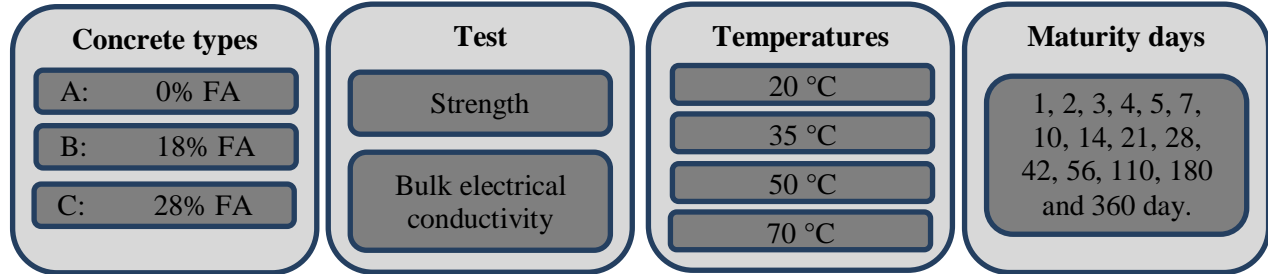 Concrete types
A: 0% FA
B: 18% FA
C: 28% FA
Test
Strength
Bulk electrical
conductivity
Temperatures
20 °C
35 °C
50 °C
70 °C
Maturity days
1, 2, 3, 4, 5, 7,
10, 14, 21, 28,
42, 56, 110, 180
and 360 day.